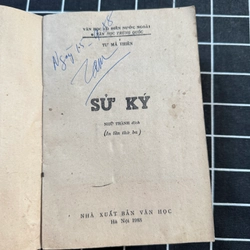 VĂN HỌC CỔ ĐIỂN NƯỚC NGOÀI
VĂN HỌC TRUNG QUỐC
TƯ MÃ THIÊN
Ngày
SỬ KÝ
NHỮ THÀNH dịch
(In lần thứ ba)
NHÀ XUẤT BẢN VĂN HỌC
Hà Nội 1988